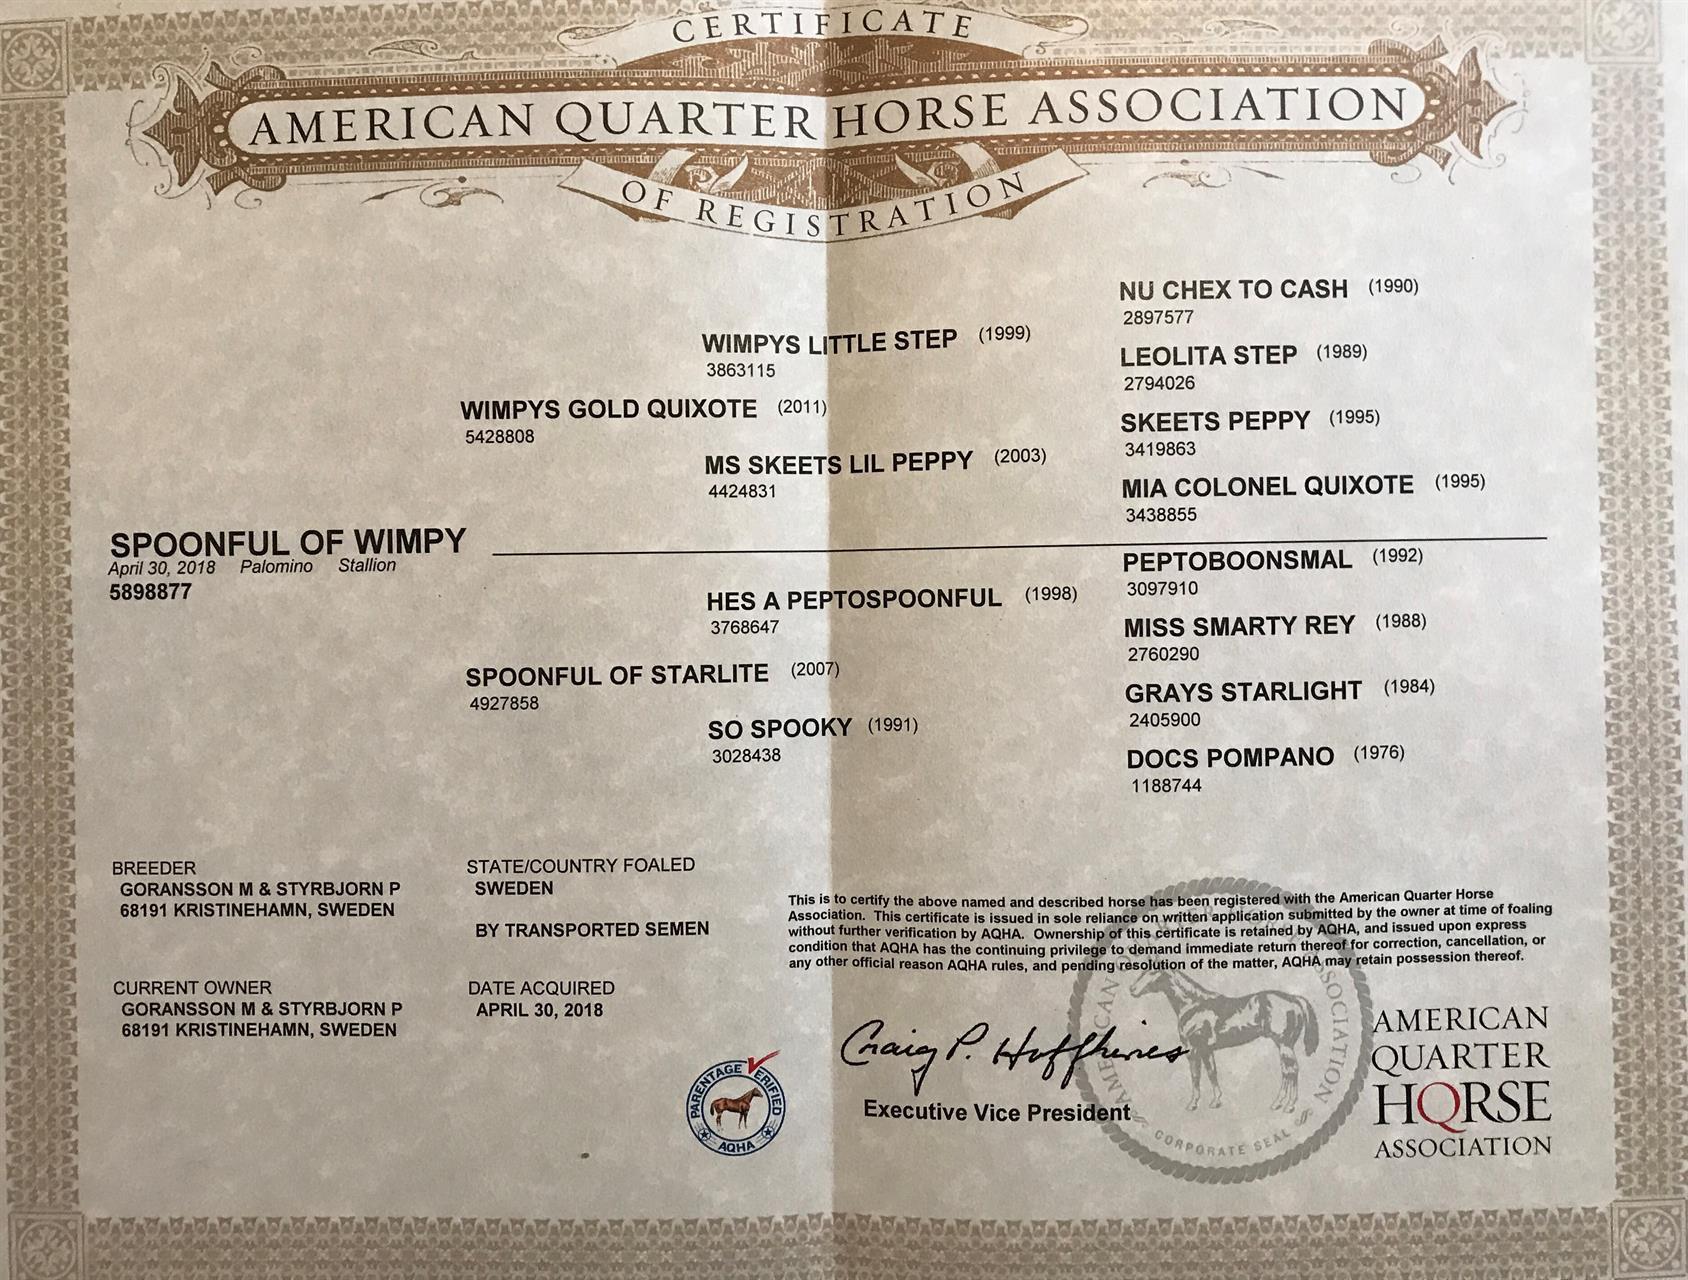 CERTIFICATE
AMERICAN QUARTER HORSE ASSOCIATION
OF REGISTRATION
NU CHEX TO CASH (1990)
2897577
WIMPYS LITTLE STEP (1999)
3863115
LEOLITA STEP (1989)
2794026
WIMPYS GOLD QUIXOTE (2011)
5428808
SKEETS PEPPY (1995)
3419863
MS SKEETS LIL PEPPY (2003)
4424831
MIA COLONEL QUIXOTE (1995)
3438855
SPOONFUL OF WIMPY
April 30, 2018 Palomino Stallion
5898877
PEPTOBOONSMAL (1992)
3097910
HES A PEPTOSPOONFUL (1998)
3768647
MISS SMARTY REY (1988)
2760290
SPOONFUL OF STARLITE (2007)
4927858
GRAYS STARLIGHT (1984)
2405900
SO SPOOKY (1991)
3028438
DOCS POMPANO (1976)
1188744
BREEDER
GORANSSON M & STYRBJORN P
68191 KRISTINEHAMN, SWEDEN
STATE/COUNTRY FOALED
SWEDEN
BY TRANSPORTED SEMEN
CURRENT OWNER
GORANSSON M & STYRBJORN P
68191 KRISTINEHAMN, SWEDEN
DATE ACQUIRED
APRIL 30, 2018
This is to certify the above named and described horse has been registered with the American Quarter Horse
Association. This certificate is issued in sole reliance on written application submitted by the owner at time of foaling
without further verification by AQHA. Ownership of this certificate is retained by AQHA, and issued upon express
condition that AQHA has the continuing privilege to demand immediate return thereof for correction, cancellation, or
any other official reason AQHA rules, and pending resolution of the matter, AQHA may retain possession thereof.
PARENTAGE VERIFIED
AQHA
Craig P. Huffhines
Executive Vice President
ASSOCIATION
CORPORATE SEAL
AMERICAN
QUARTER
HORSE
ASSOCIATION